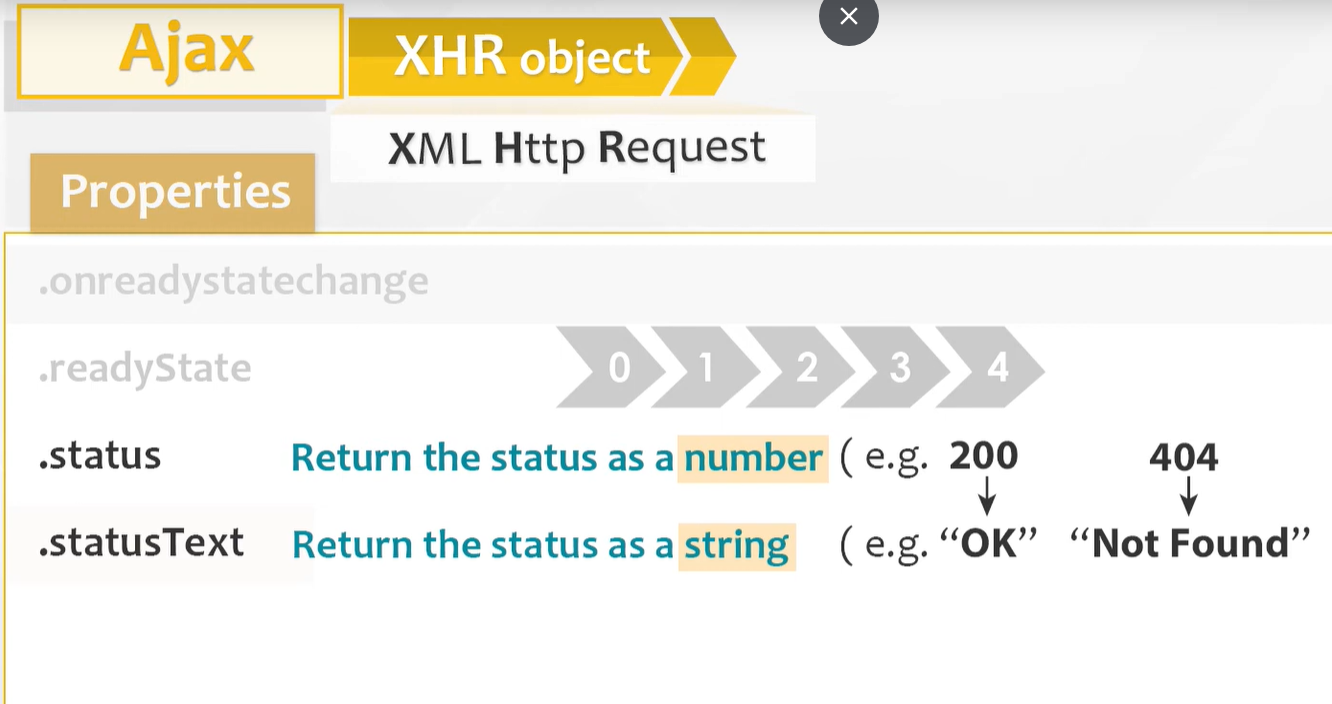 Ajax XHR object
XML Http Request
Properties
.onreadystatechange
.readyState 0 1 2 3 4
.status Return the status as a number ( e.g. 200 404
.statusText Return the status as a string ( e.g. “OK” “Not Found”